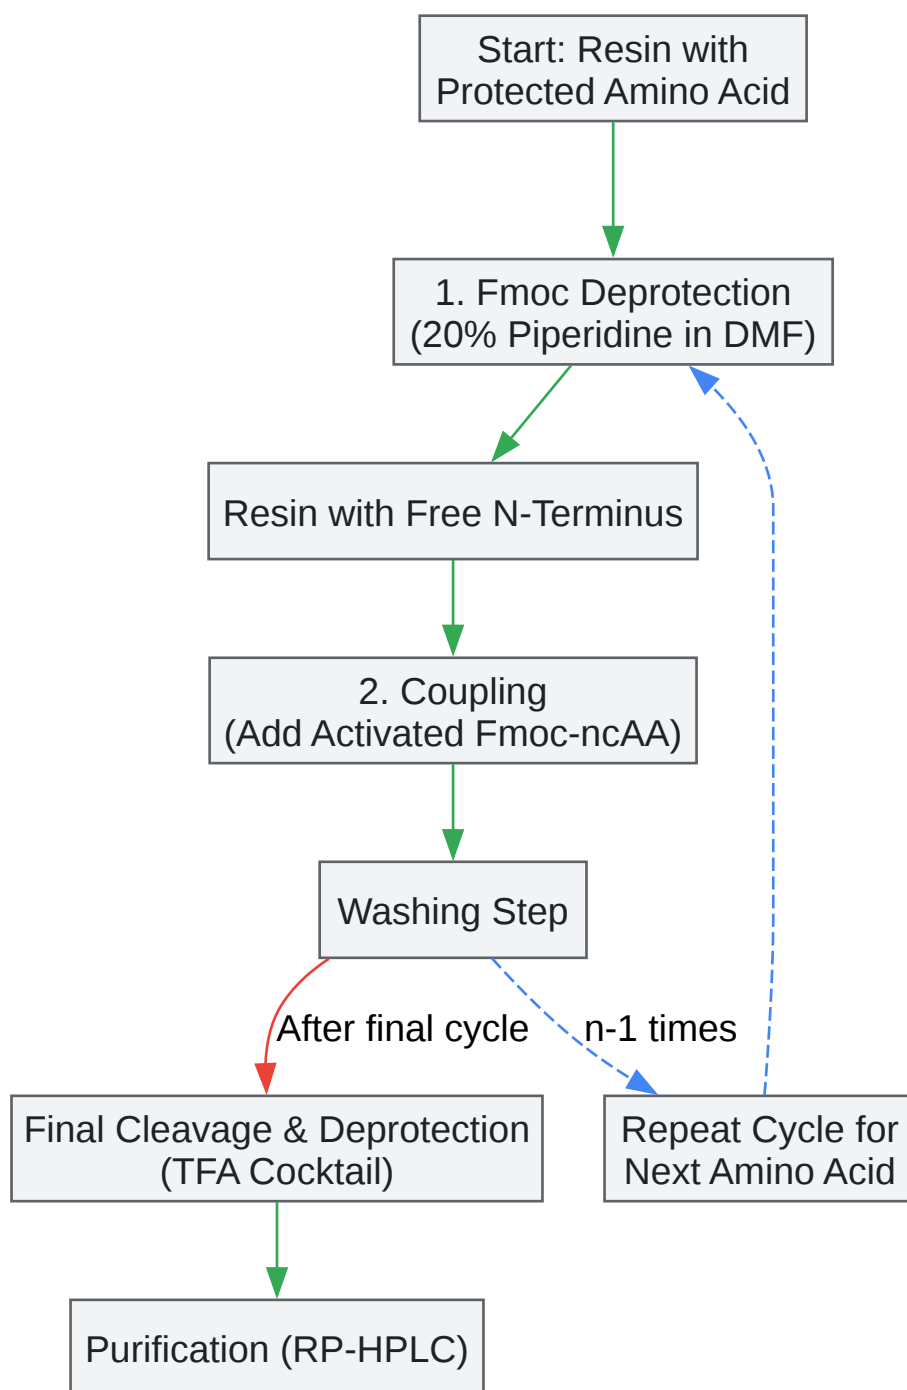 Start: Resin with
Protected Amino Acid
1. Fmoc Deprotection
(20% Piperidine in DMF)
Resin with Free N-Terminus
2. Coupling
(Add Activated Fmoc-ncAA)
Washing Step
After final cycle
n-1 times
Final Cleavage & Deprotection
(TFA Cocktail)
Repeat Cycle for
Next Amino Acid
Purification (RP-HPLC)